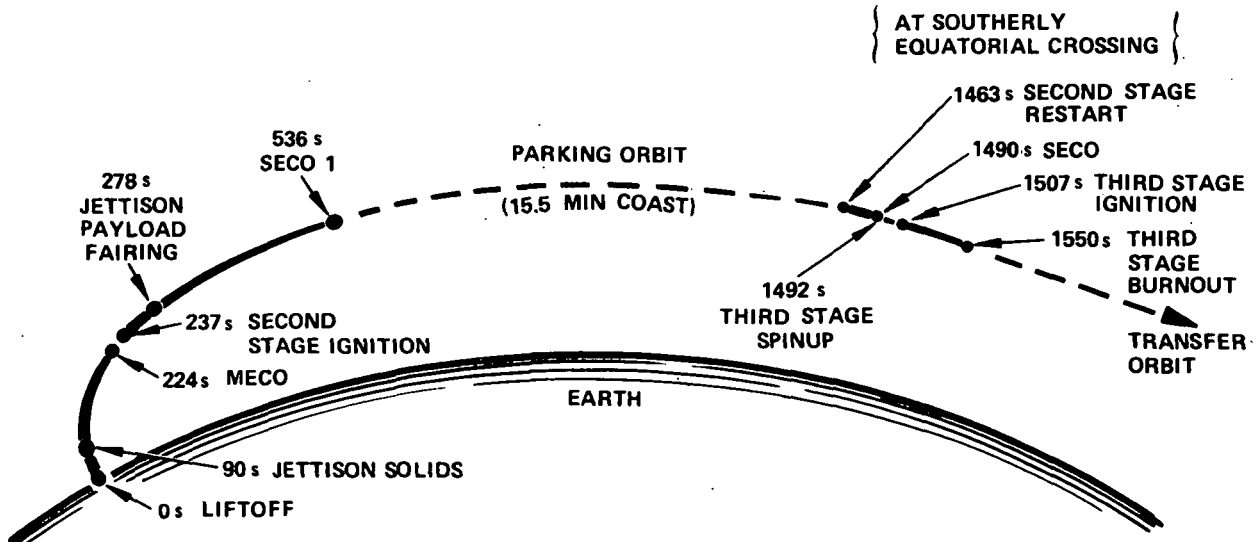 AT SOUTHERLY
EQUATORIAL CROSSING
1463 s SECOND STAGE
RESTART
1490 s SECO
1507 s THIRD STAGE
IGNITION
1550 s THIRD
STAGE
BURNOUT
TRANSFER
ORBIT
536 s
SECO 1
PARKING ORBIT
(15.5 MIN COAST)
278 s
JETTISON
PAYLOAD
FAIRING
1492 s
THIRD STAGE
SPINUP
237 s SECOND
STAGE IGNITION
224 s MECO
EARTH
90 s JETTISON SOLIDS
0 s LIFTOFF